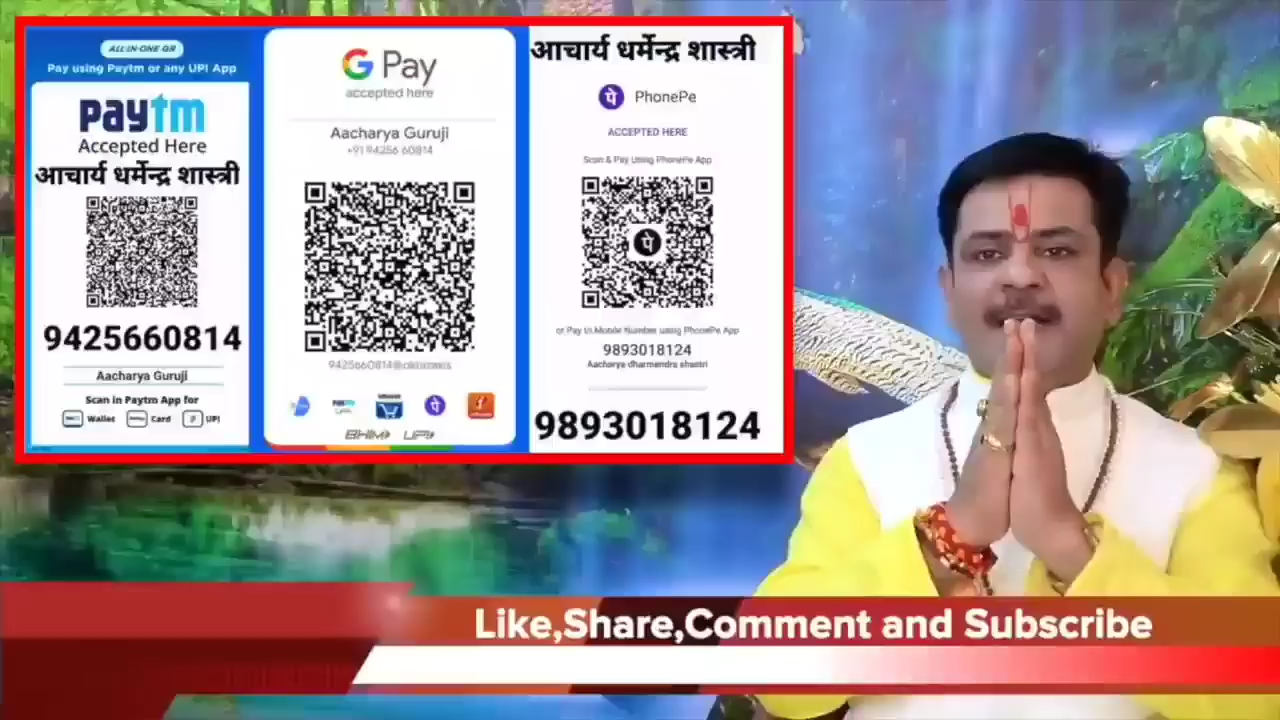 ALL-IN-ONE QR
Pay using Paytm or any UPI App
paytm
Accepted Here
आचार्य धर्मेन्द्र शास्त्री
9425660814
Aacharya Guruji
Scan in Paytm App for
Wallet Card UPI
G Pay
accepted here
Aacharya Guruji
+91 94256 60814
9425660814@
BHIM UPI
आचार्य धर्मेन्द्र शास्त्री
पे PhonePe
ACCEPTED HERE
Scan & Pay Using PhonePe App
पे
or Pay to Mobile Number using PhonePe App
9893018124
Aacharya dharmendra shastri
9893018124
Like,Share,Comment and Subscribe